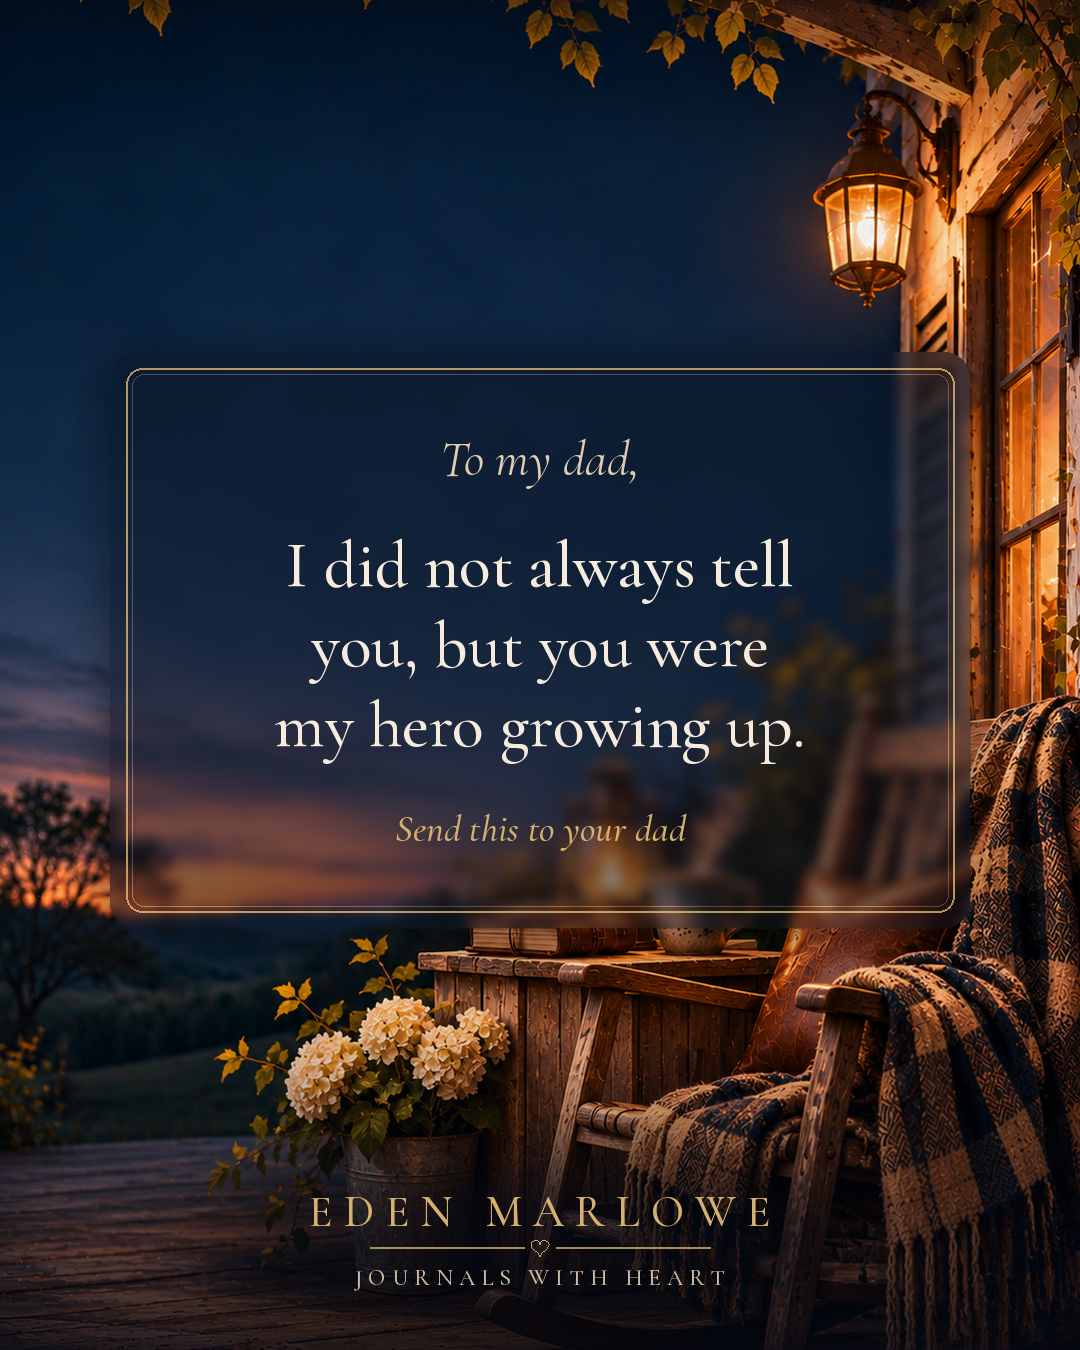 To my dad,
I did not always tell
you, but you were
my hero growing up.
Send this to your dad
EDEN MARLOWE
JOURNALS WITH HEART